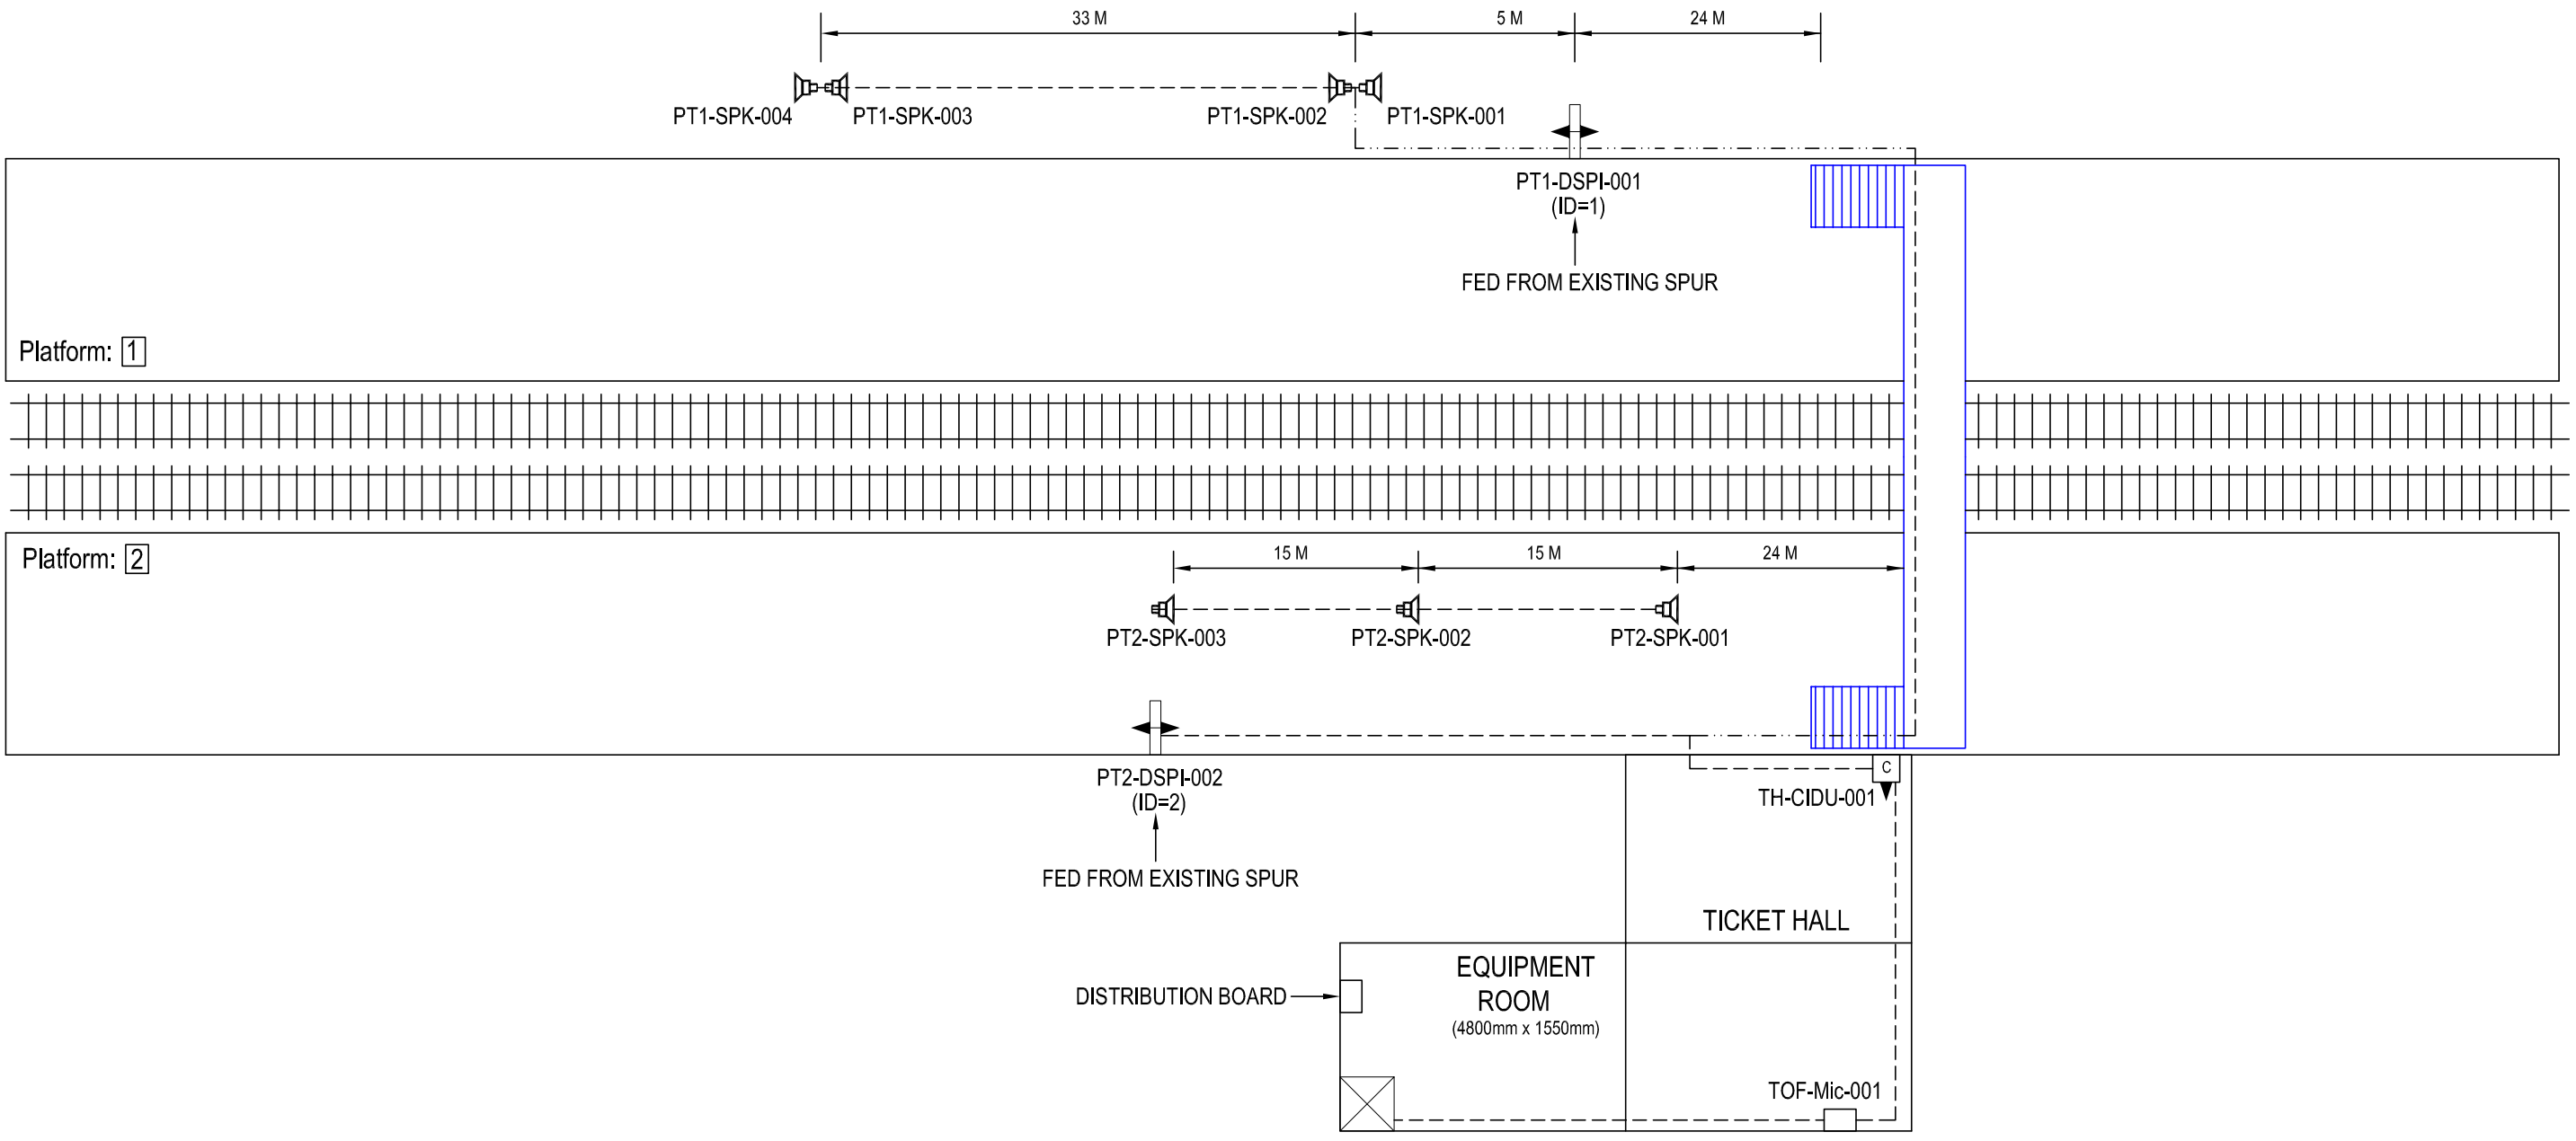 33 M
5 M
24 M
PT1-SPK-004
PT1-SPK-003
PT1-SPK-002
PT1-SPK-001
PT1-DSPI-001
(ID=1)
FED FROM EXISTING SPUR
Platform: 1
Platform: 2
15 M
15 M
24 M
PT2-SPK-003
PT2-SPK-002
PT2-SPK-001
PT2-DSPI-002
(ID=2)
FED FROM EXISTING SPUR
C
TH-CIDU-001
TICKET HALL
EQUIPMENT
ROOM
(4800mm x 1550mm)
DISTRIBUTION BOARD
TOF-Mic-001